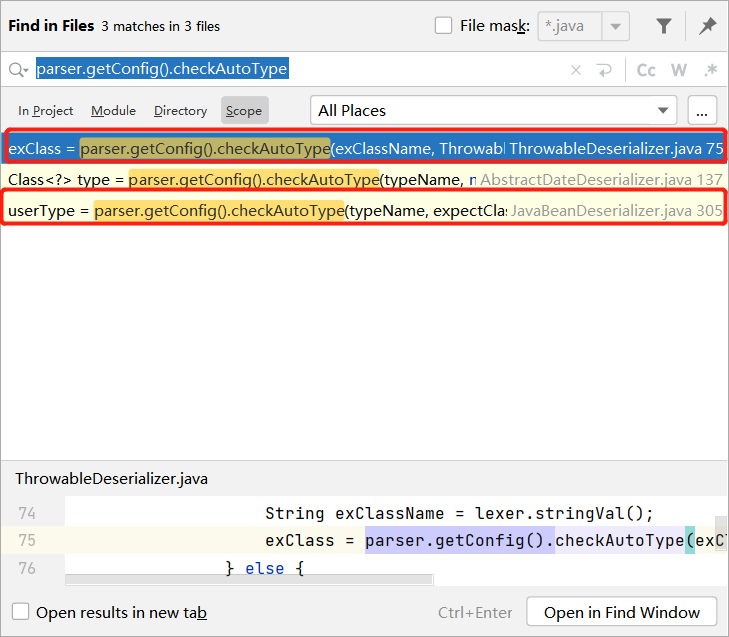 Find in Files 3 matches in 3 files File mask: *.java
parser.getConfig().checkAutoType Cc W .*
In Project Module Directory Scope All Places ...
exClass = parser.getConfig().checkAutoType(exClassName, Throwabl ThrowableDeserializer.java 75
Class<?> type = parser.getConfig().checkAutoType(typeName, n AbstractDateDeserializer.java 137
userType = parser.getConfig().checkAutoType(typeName, expectClas JavaBeanDeserializer.java 305
ThrowableDeserializer.java
74 String exClassName = lexer.stringVal();
75 exClass = parser.getConfig().checkAutoType(exCl
76 } else {
Open results in new tab Ctrl+Enter Open in Find Window